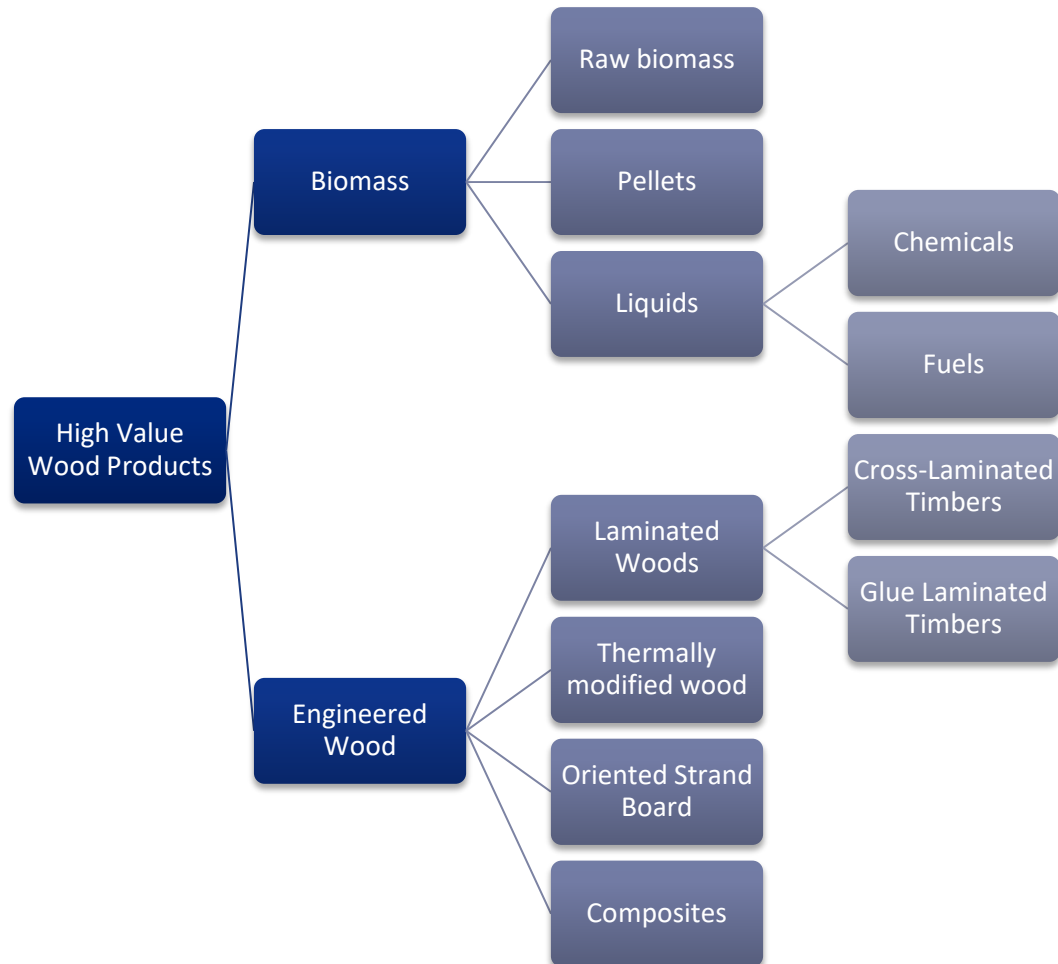 High Value
Wood Products
Biomass
Raw biomass
Pellets
Liquids
Chemicals
Fuels
Engineered
Wood
Laminated
Woods
Cross-Laminated
Timbers
Glue Laminated
Timbers
Thermally
modified wood
Oriented Strand
Board
Composites